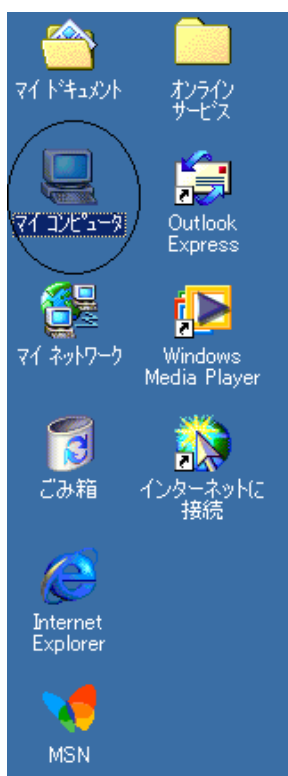 マイ ドキュメント
オンライン
サービス
マイ コンピュータ
Outlook
Express
マイ ネットワーク
Windows
Media Player
ごみ箱
インターネットに
接続
Internet
Explorer
MSN